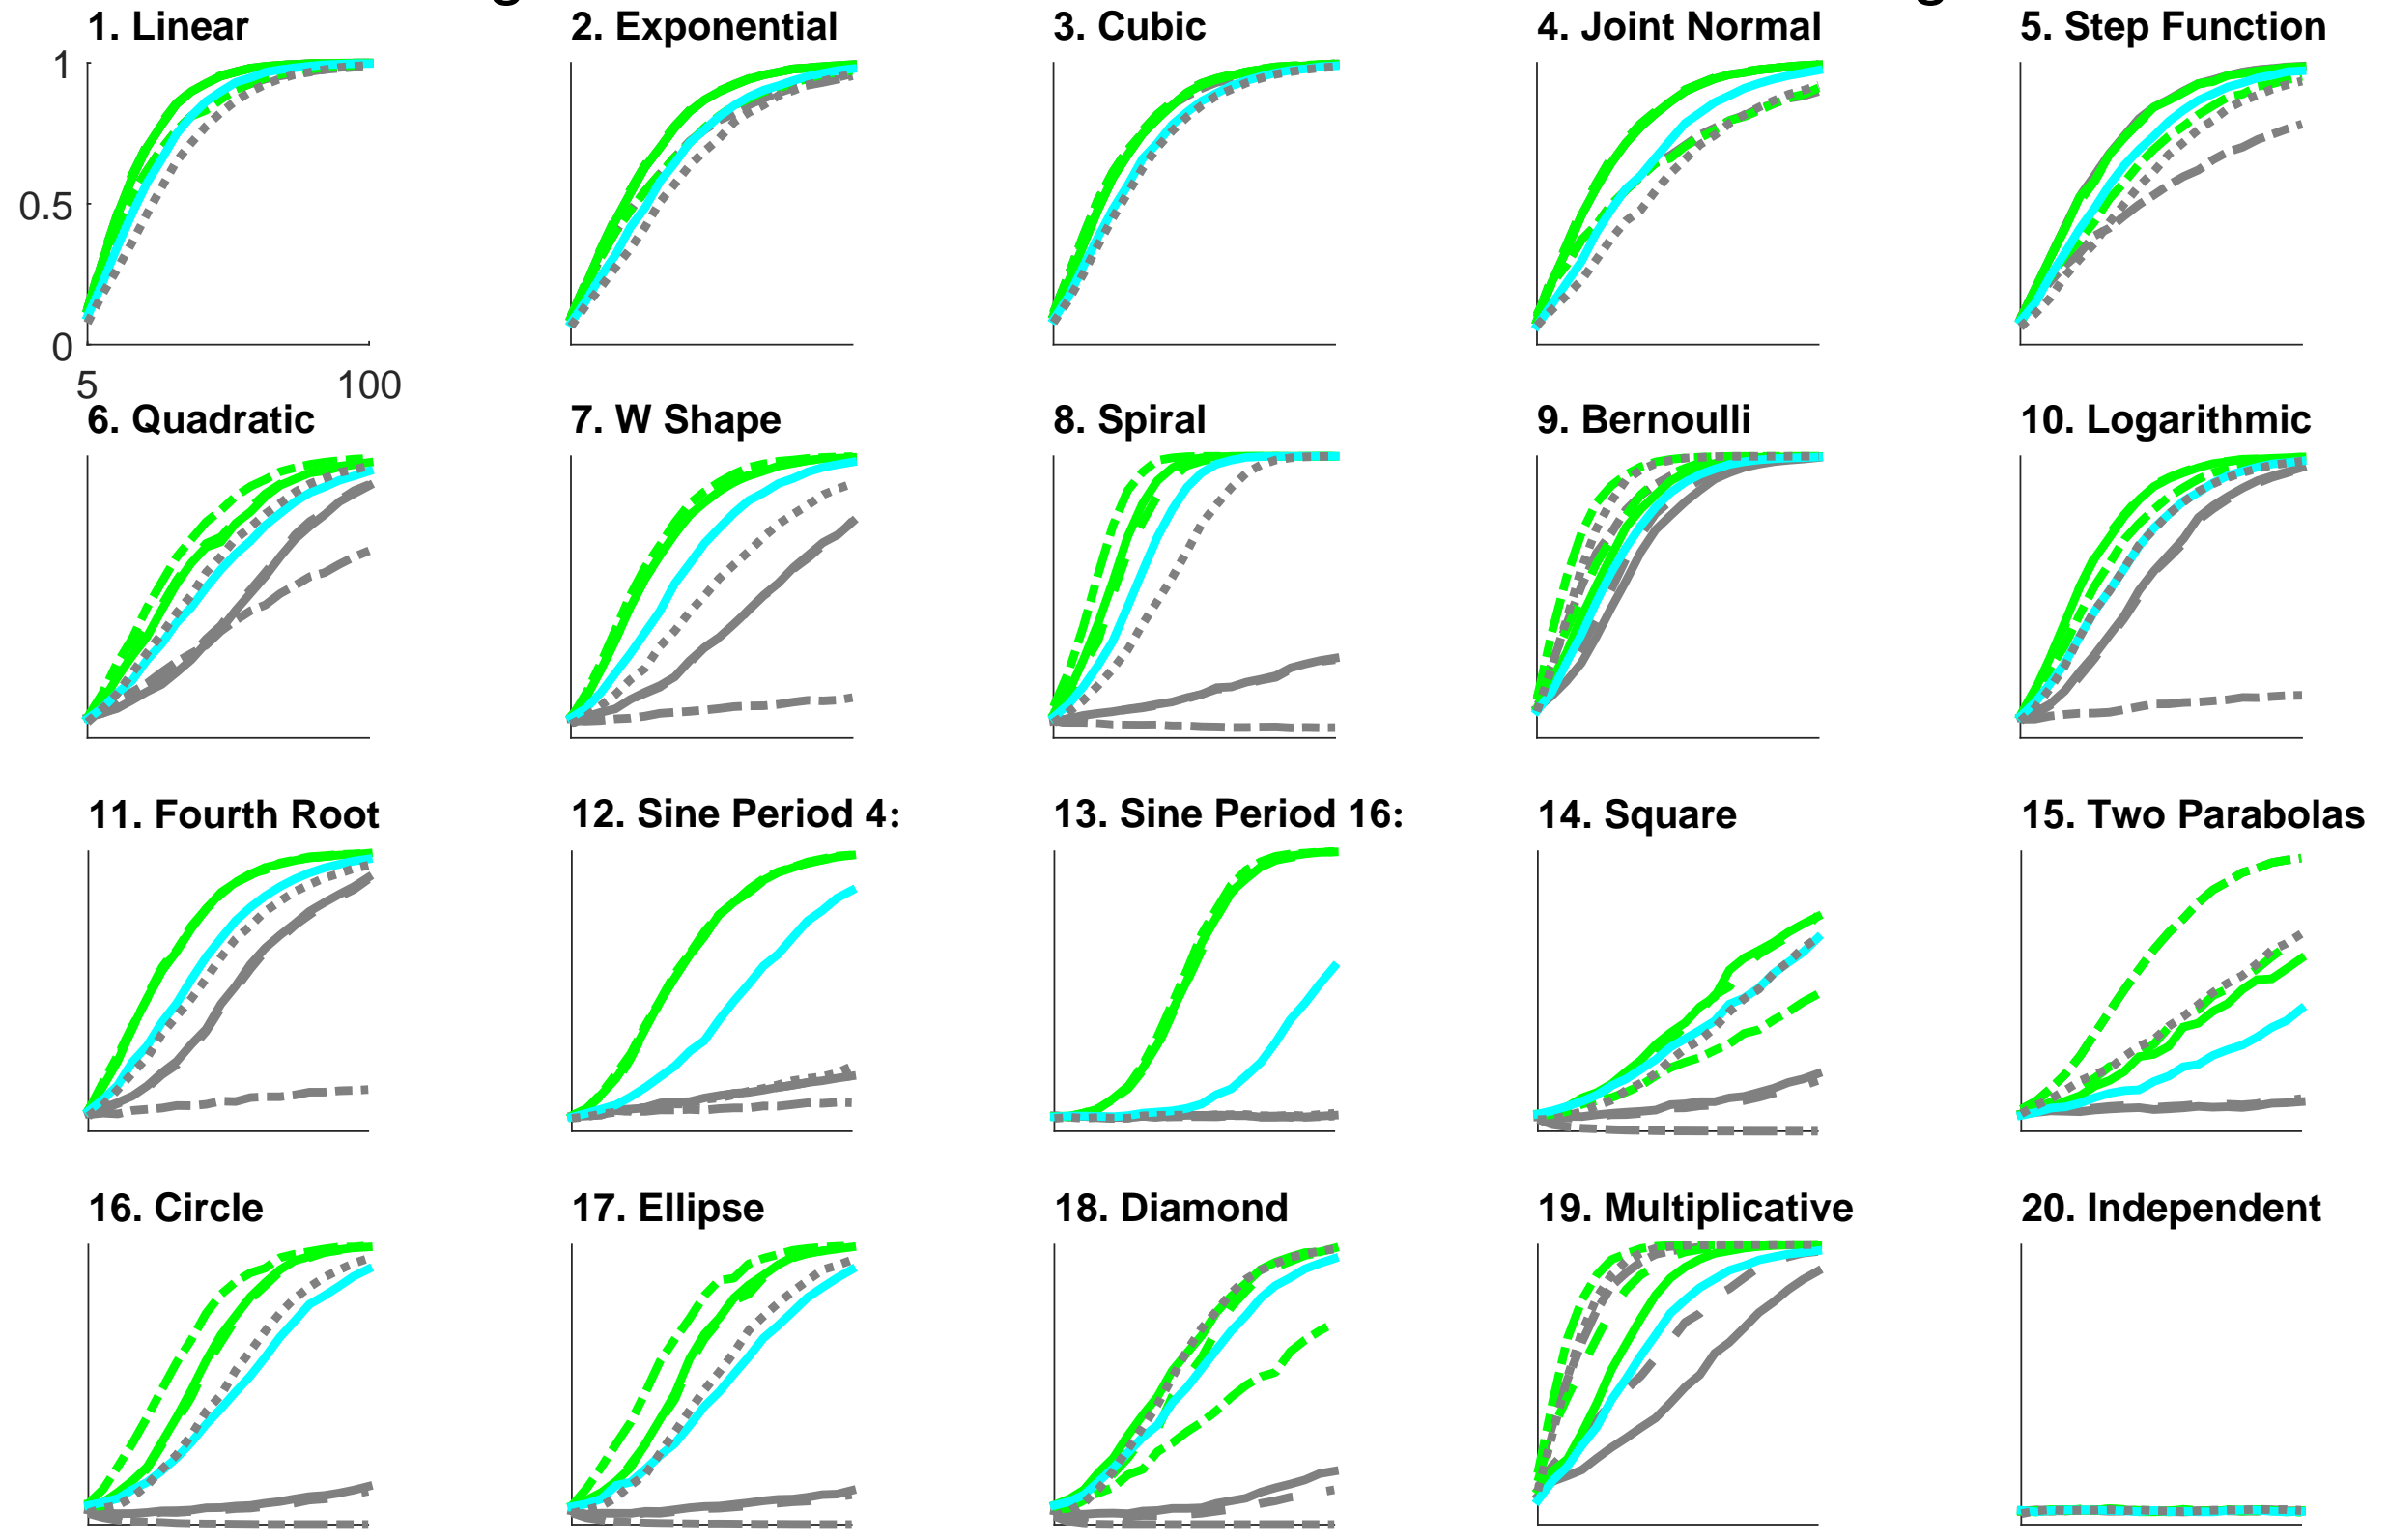 1. Linear
2. Exponential
3. Cubic
4. Joint Normal
5. Step Function
1
0.5
0
5
100
6. Quadratic
7. W Shape
8. Spiral
9. Bernoulli
10. Logarithmic
11. Fourth Root
12. Sine Period 4:
13. Sine Period 16:
14. Square
15. Two Parabolas
16. Circle
17. Ellipse
18. Diamond
19. Multiplicative
20. Independent